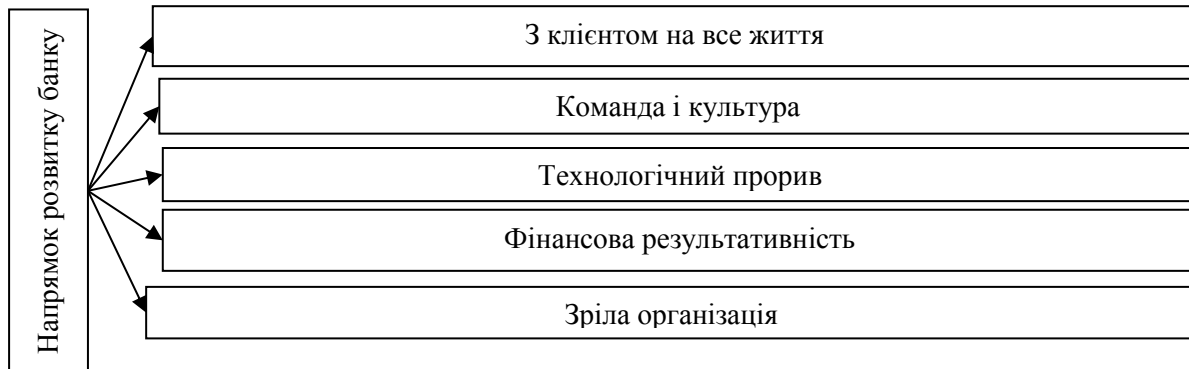 Напрямок розвитку банку
З клієнтом на все життя
Команда і культура
Технологічний прорив
Фінансова результативність
Зріла організація